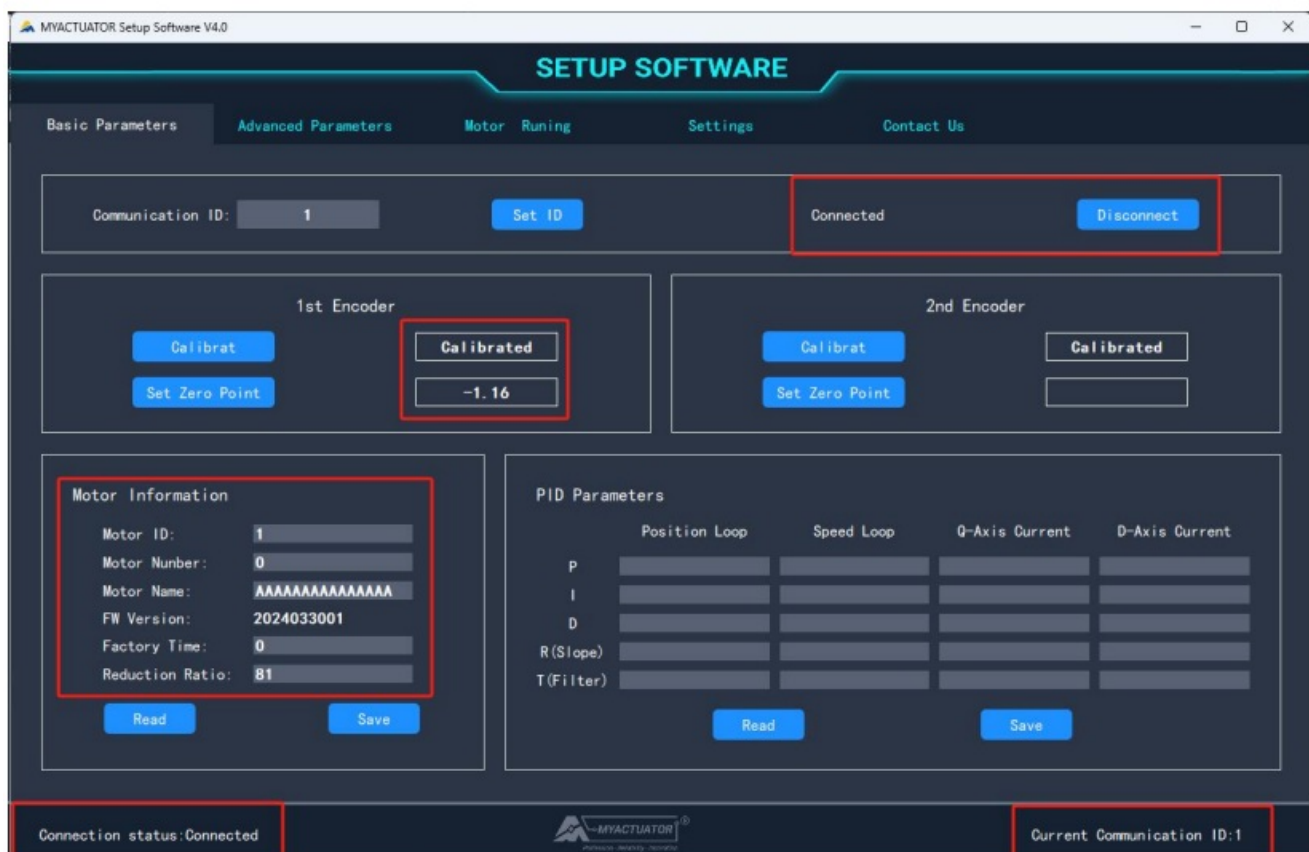 MYACTUATOR Setup Software V4.0
SETUP SOFTWARE
Basic Parameters Advanced Parameters Motor Runing Settings Contact Us
Communication ID: 1 Set ID Connected Disconnect
1st Encoder
Calibrat Calibrated
Set Zero Point -1.16
2nd Encoder
Calibrat Calibrated
Set Zero Point
Motor Information
Motor ID: 1
Motor Nunber: 0
Motor Name: AAAAAAAAAAAAAAA
FW Version: 2024033001
Factory Time: 0
Reduction Ratio: 81
Read Save
PID Parameters
Position Loop Speed Loop Q-Axis Current D-Axis Current
P
I
D
R(Slope)
T(Filter)
Read Save
Connection status:Connected
MYACTUATOR®
Current Communication ID:1